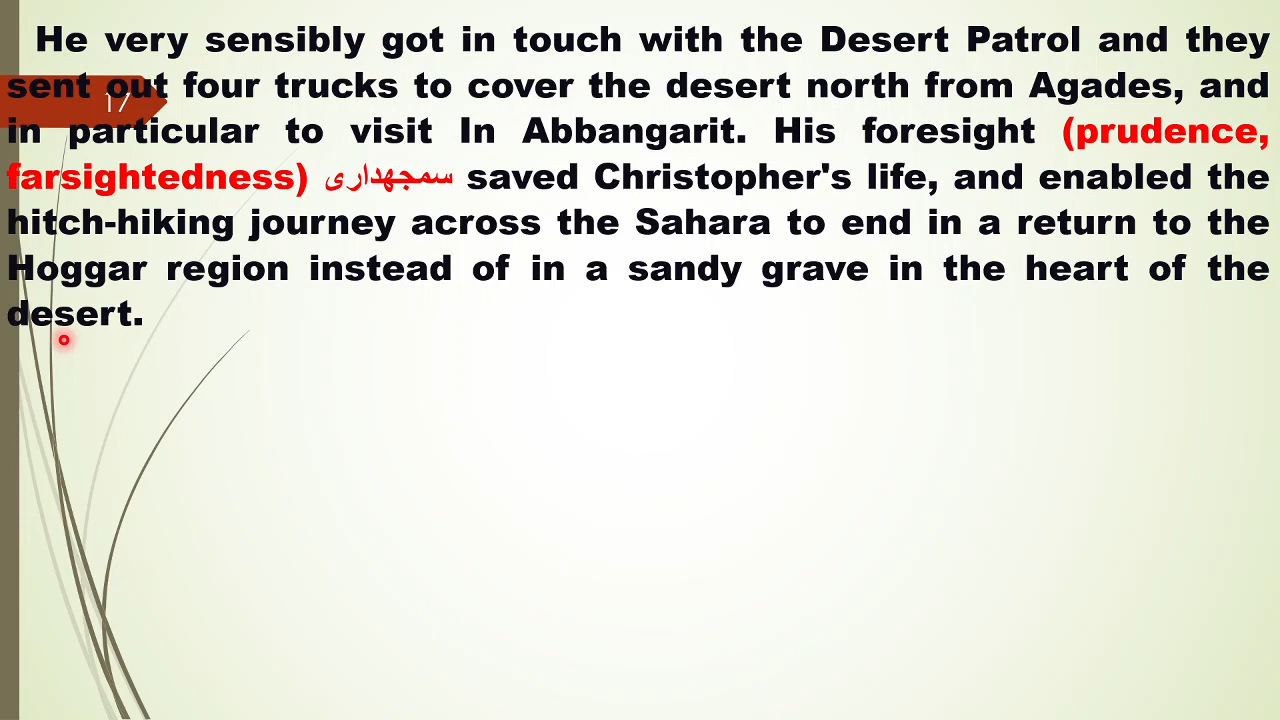 He very sensibly got in touch with the Desert Patrol and they
sent out four trucks to cover the desert north from Agades, and
17
in particular to visit In Abbangarit. His foresight (prudence,
farsightedness) سمجھداری saved Christopher's life, and enabled the
hitch-hiking journey across the Sahara to end in a return to the
Hoggar region instead of in a sandy grave in the heart of the
desert.